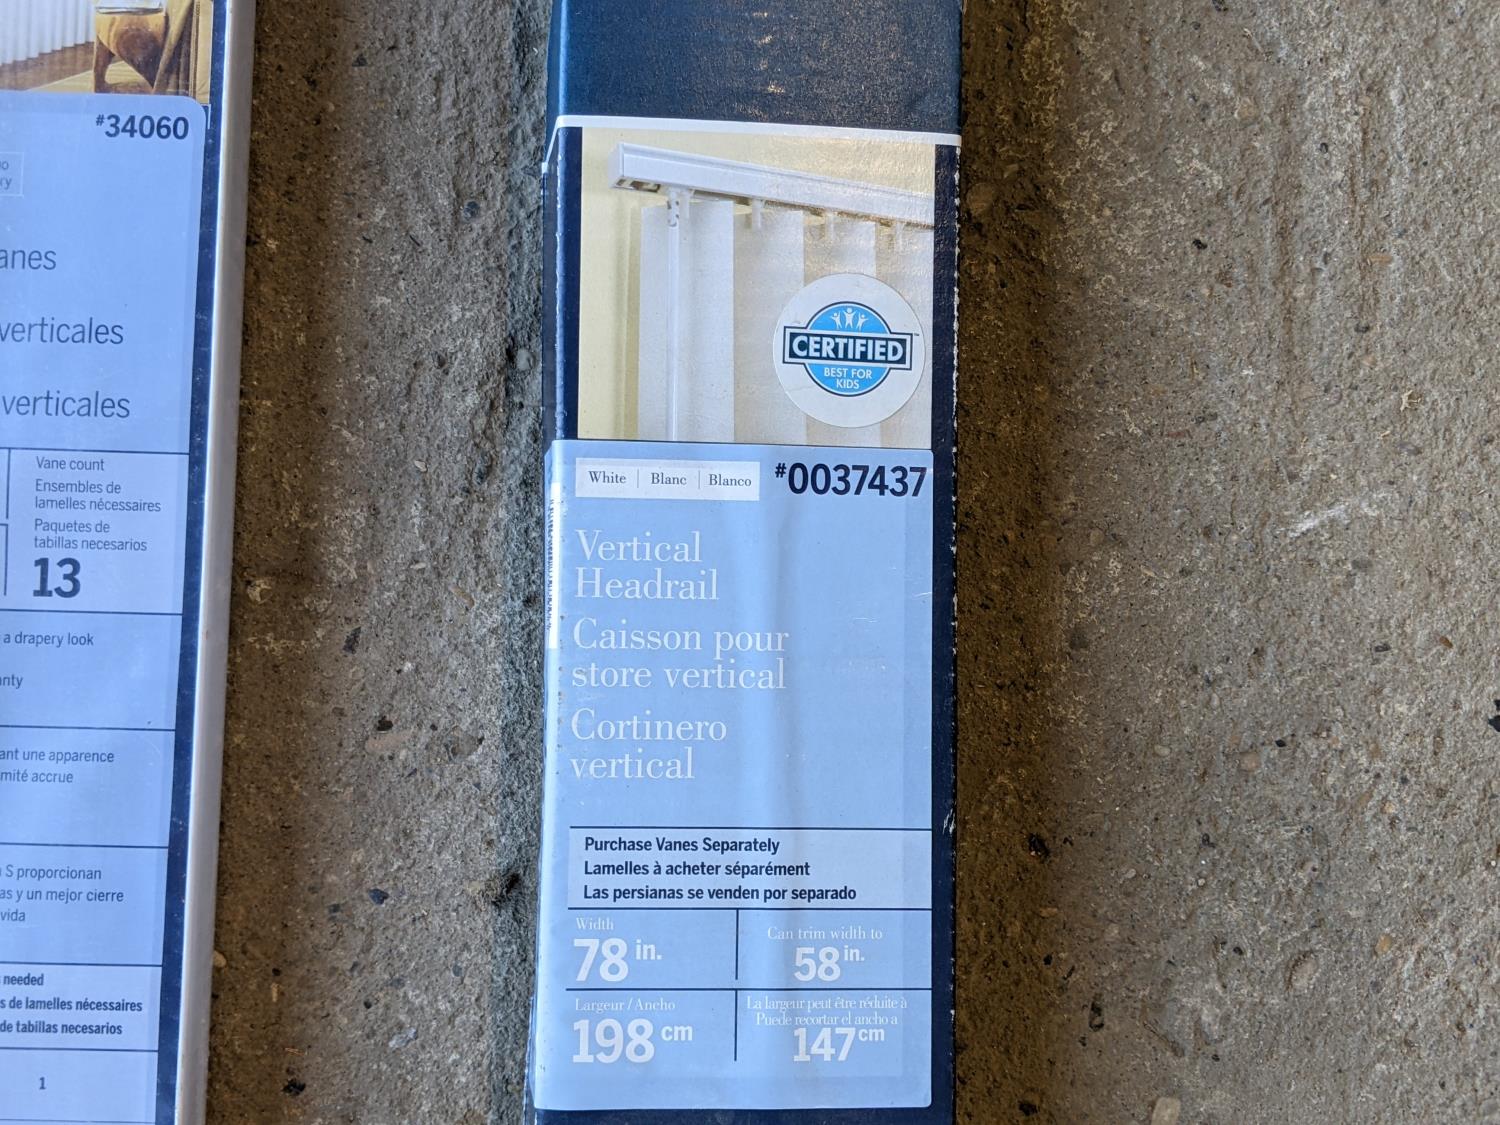 #34060
anes
verticales
verticales
Vane count
Ensembles de
lamelles nécessaires
Paquetes de
tabillas necesarios
13
a drapery look
ant une apparence
S proporcionan
as y un mejor cierre
vida
needed
s de lamelles nécessaires
de tabillas necesarios
1
CERTIFIED
BEST FOR
KIDS
White | Blanc | Blanco
#0037437
Vertical
Headrail
Caisson pour
store vertical
Cortinero
vertical
Purchase Vanes Separately
Lamelles à acheter séparément
Las persianas se venden por separado
Width
78 in.
Can trim width to
58 in.
Largeur/Ancho
198 cm
La largeur peut être réduite à
Puede recortar el ancho a
147 cm